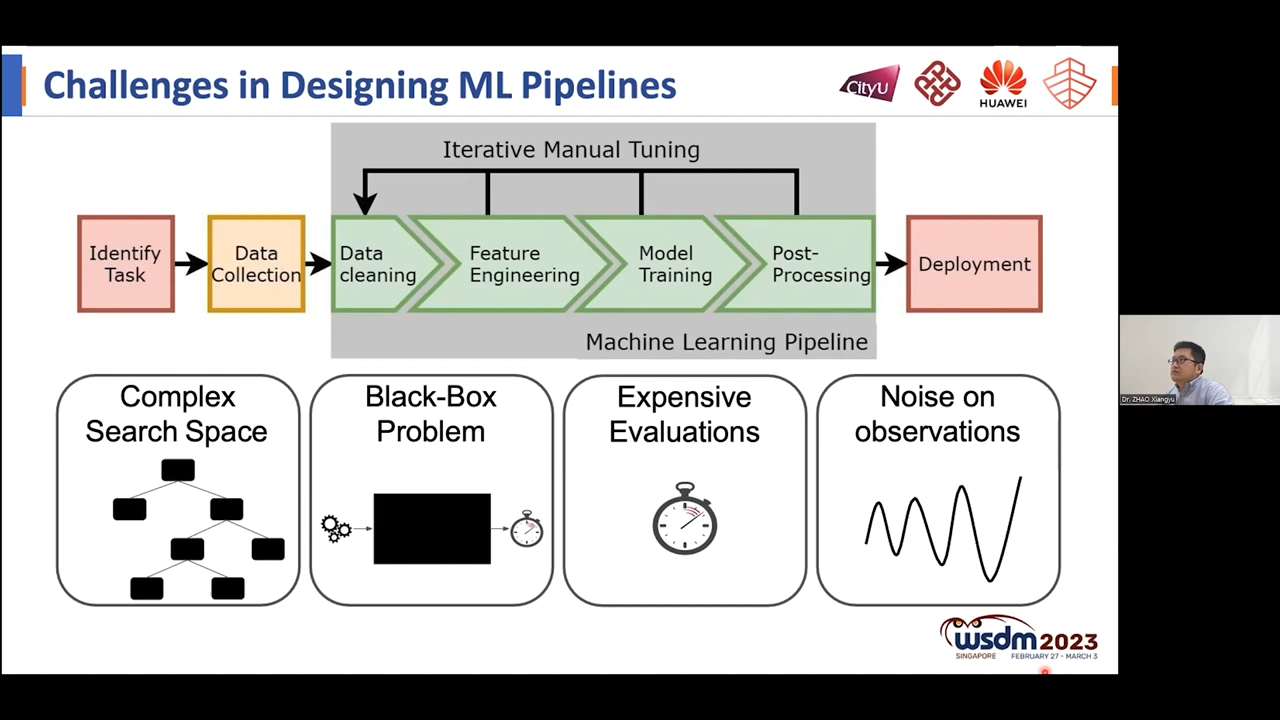 Challenges in Designing ML Pipelines
CityU
HUAWEI
Iterative Manual Tuning
Identify
Task
Data
Collection
Data
cleaning
Feature
Engineering
Model
Training
Post-
Processing
Deployment
Machine Learning Pipeline
Complex
Search Space
Black-Box
Problem
Expensive
Evaluations
Noise on
observations
Dr. ZHAO Xiangyu
wsdm 2023
SINGAPORE FEBRUARY 27 - MARCH 3